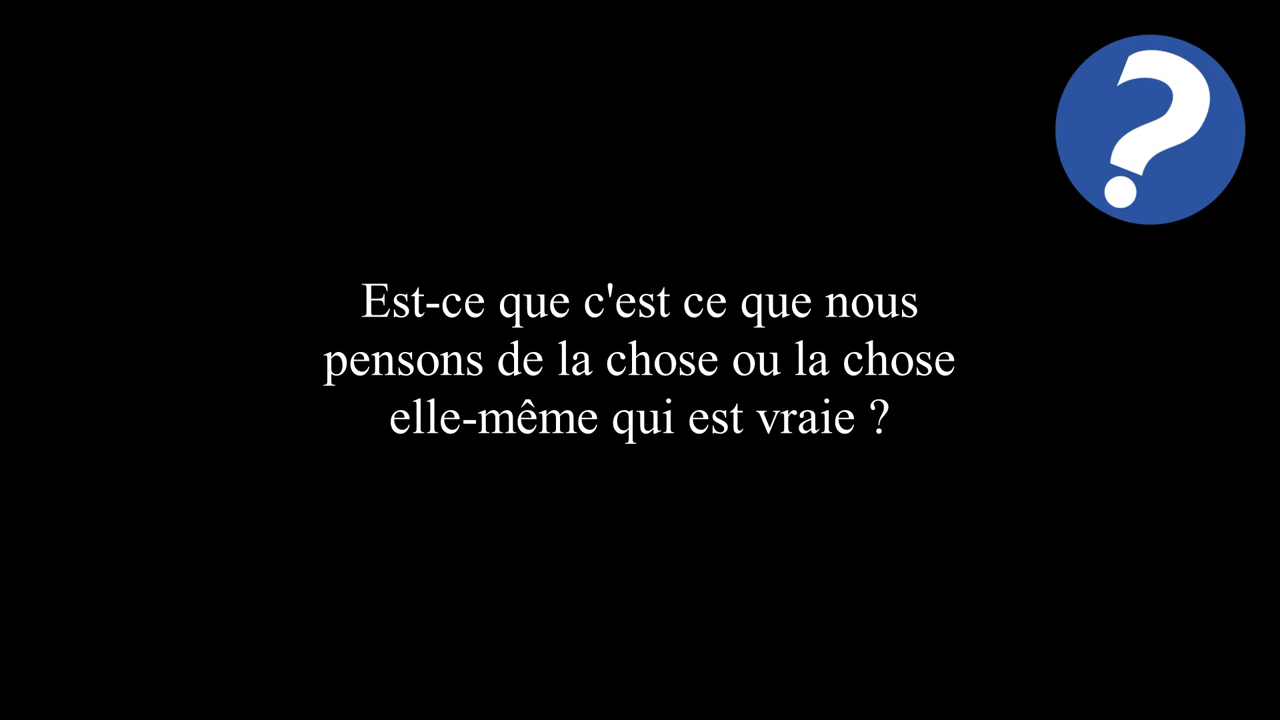 Est-ce que c'est ce que nous
pensons de la chose ou la chose
elle-même qui est vraie ?